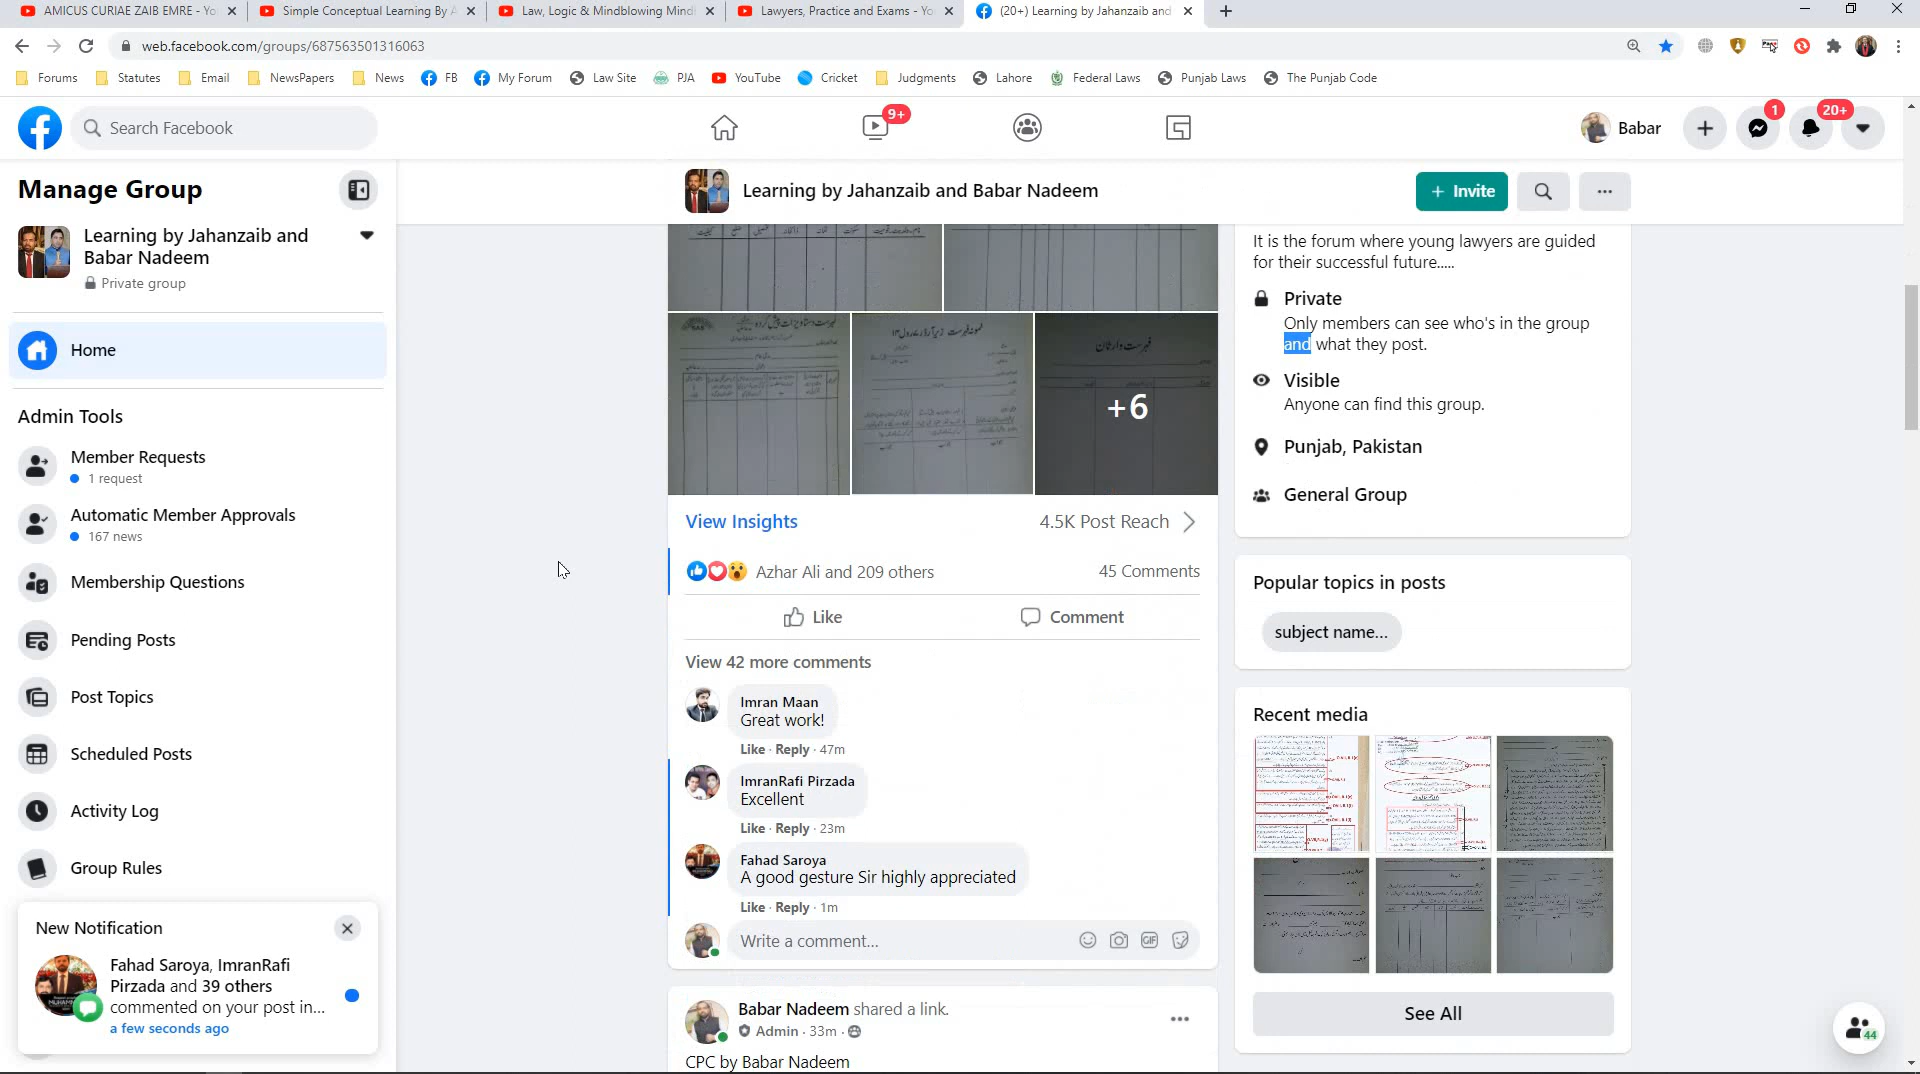 AMICUS CURIAE ZAIB EMRE - Yo
Simple Conceptual Learning By A
Law, Logic & Mindblowing Mind
Lawyers, Practice and Exams - Yo
(20+) Learning by Jahanzaib and
web.facebook.com/groups/687563501316063
Forums
Statutes
Email
NewsPapers
News
FB
My Forum
Law Site
PJA
YouTube
Cricket
Judgments
Lahore
Federal Laws
Punjab Laws
The Punjab Code
Search Facebook
9+
Babar
1
20+
Manage Group
Learning by Jahanzaib and
Babar Nadeem
Private group
Home
Admin Tools
Member Requests
1 request
Automatic Member Approvals
167 news
Membership Questions
Pending Posts
Post Topics
Scheduled Posts
Activity Log
Group Rules
New Notification
Fahad Saroya, ImranRafi
Pirzada and 39 others
commented on your post in...
a few seconds ago
Learning by Jahanzaib and Babar Nadeem
+ Invite
فہرست وارثان
+6
View Insights
4.5K Post Reach
Azhar Ali and 209 others
45 Comments
Like
Comment
View 42 more comments
Imran Maan
Great work!
Like · Reply · 47m
ImranRafi Pirzada
Excellent
Like · Reply · 23m
Fahad Saroya
A good gesture Sir highly appreciated
Like · Reply · 1m
Write a comment...
GIF
Babar Nadeem shared a link.
Admin · 33m ·
CPC by Babar Nadeem
It is the forum where young lawyers are guided
for their successful future.....
Private
Only members can see who's in the group
and what they post.
Visible
Anyone can find this group.
Punjab, Pakistan
General Group
Popular topics in posts
subject name...
Recent media
See All
44